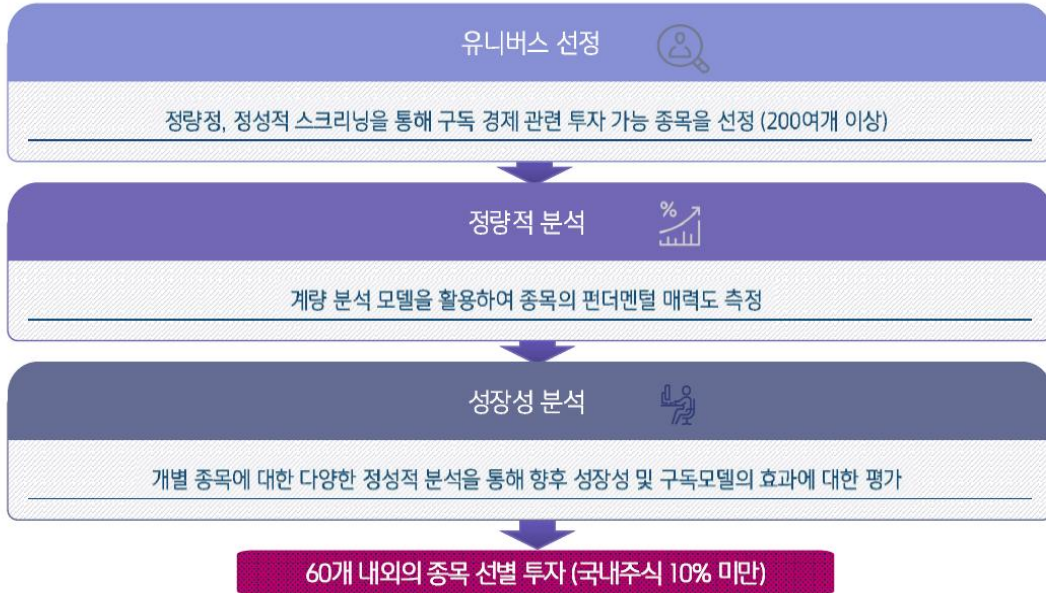 유니버스 선정
정량정, 정성적 스크리닝을 통해 구독 경제 관련 투자 가능 종목을 선정 (200여개 이상)
정량적 분석
%
계량 분석 모델을 활용하여 종목의 펀더멘털 매력도 측정
성장성 분석
개별 종목에 대한 다양한 정성적 분석을 통해 향후 성장성 및 구독모델의 효과에 대한 평가
60개 내외의 종목 선별 투자 (국내주식 10% 미만)